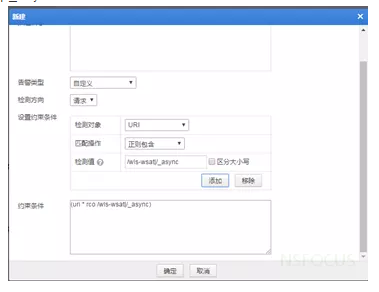 新建
告警类型 自定义
检测方向 请求
设置约束条件
检测对象 URI
匹配操作 正则包含
检测值 /wls-wsat|/_async 区分大小写
添加 移除
约束条件 (uri * rco /wls-wsat|/_async)
NSFOCUS
确定 取消